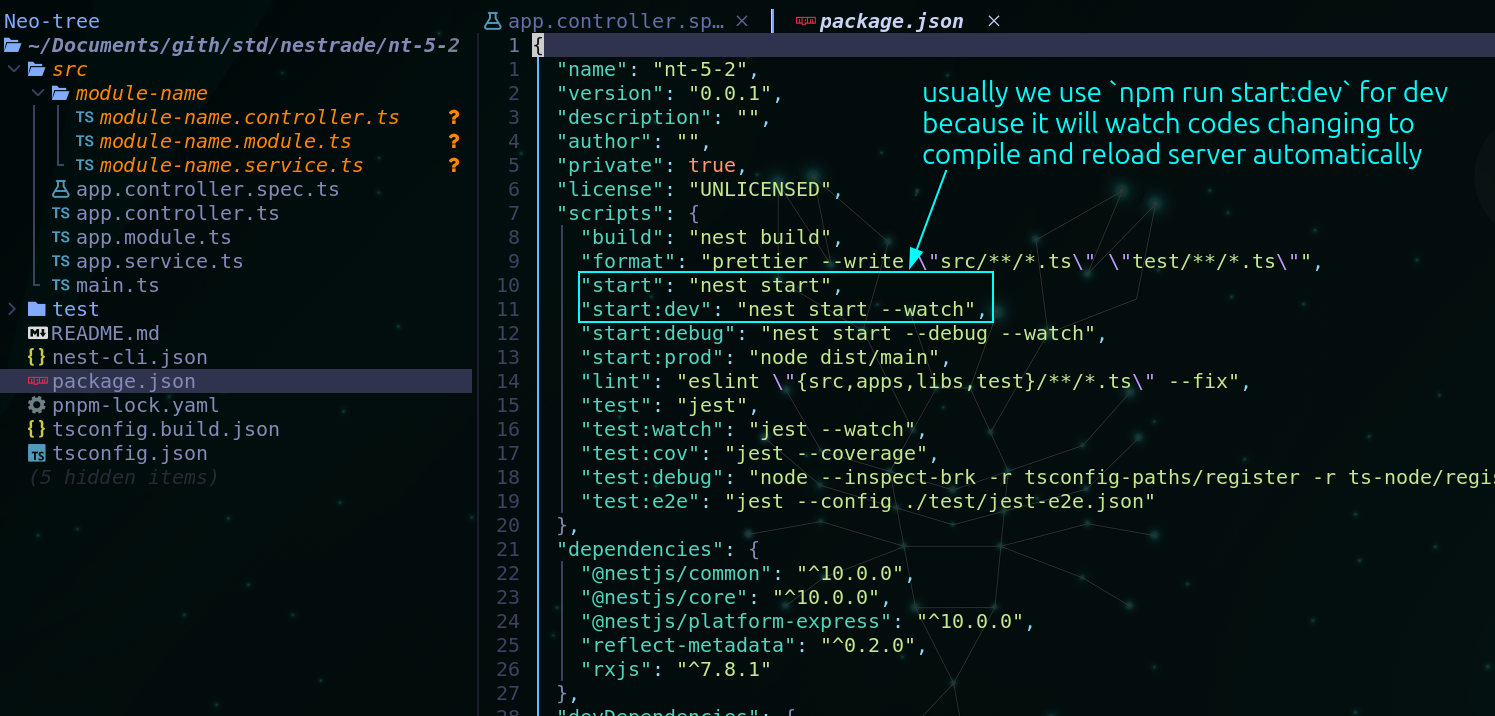 Neo-tree
~/Documents/gith/std/nestrade/nt-5-2
src
module-name
TS module-name.controller.ts ?
TS module-name.module.ts ?
TS module-name.service.ts ?
app.controller.spec.ts
TS app.controller.ts
TS app.module.ts
TS app.service.ts
TS main.ts
test
README.md
{} nest-cli.json
npm package.json
pnpm-lock.yaml
{} tsconfig.build.json
TS tsconfig.json
(5 hidden items)
app.controller.sp… × npm package.json ×
1 {
1 "name": "nt-5-2",
2 "version": "0.0.1",
3 "description": "",
4 "author": "",
5 "private": true,
6 "license": "UNLICENSED",
7 "scripts": {
8 "build": "nest build",
9 "format": "prettier --write \"src/**/*.ts\" \"test/**/*.ts\"",
10 "start": "nest start",
11 "start:dev": "nest start --watch",
12 "start:debug": "nest start --debug --watch",
13 "start:prod": "node dist/main",
14 "lint": "eslint \"{src,apps,libs,test}/**/*.ts\" --fix",
15 "test": "jest",
16 "test:watch": "jest --watch",
17 "test:cov": "jest --coverage",
18 "test:debug": "node --inspect-brk -r tsconfig-paths/register -r ts-node/regis
19 "test:e2e": "jest --config ./test/jest-e2e.json"
20 },
21 "dependencies": {
22 "@nestjs/common": "^10.0.0",
23 "@nestjs/core": "^10.0.0",
24 "@nestjs/platform-express": "^10.0.0",
25 "reflect-metadata": "^0.2.0",
26 "rxjs": "^7.8.1"
27 },
28 "devDependencies": {
usually we use `npm run start:dev` for dev
because it will watch codes changing to
compile and reload server automatically